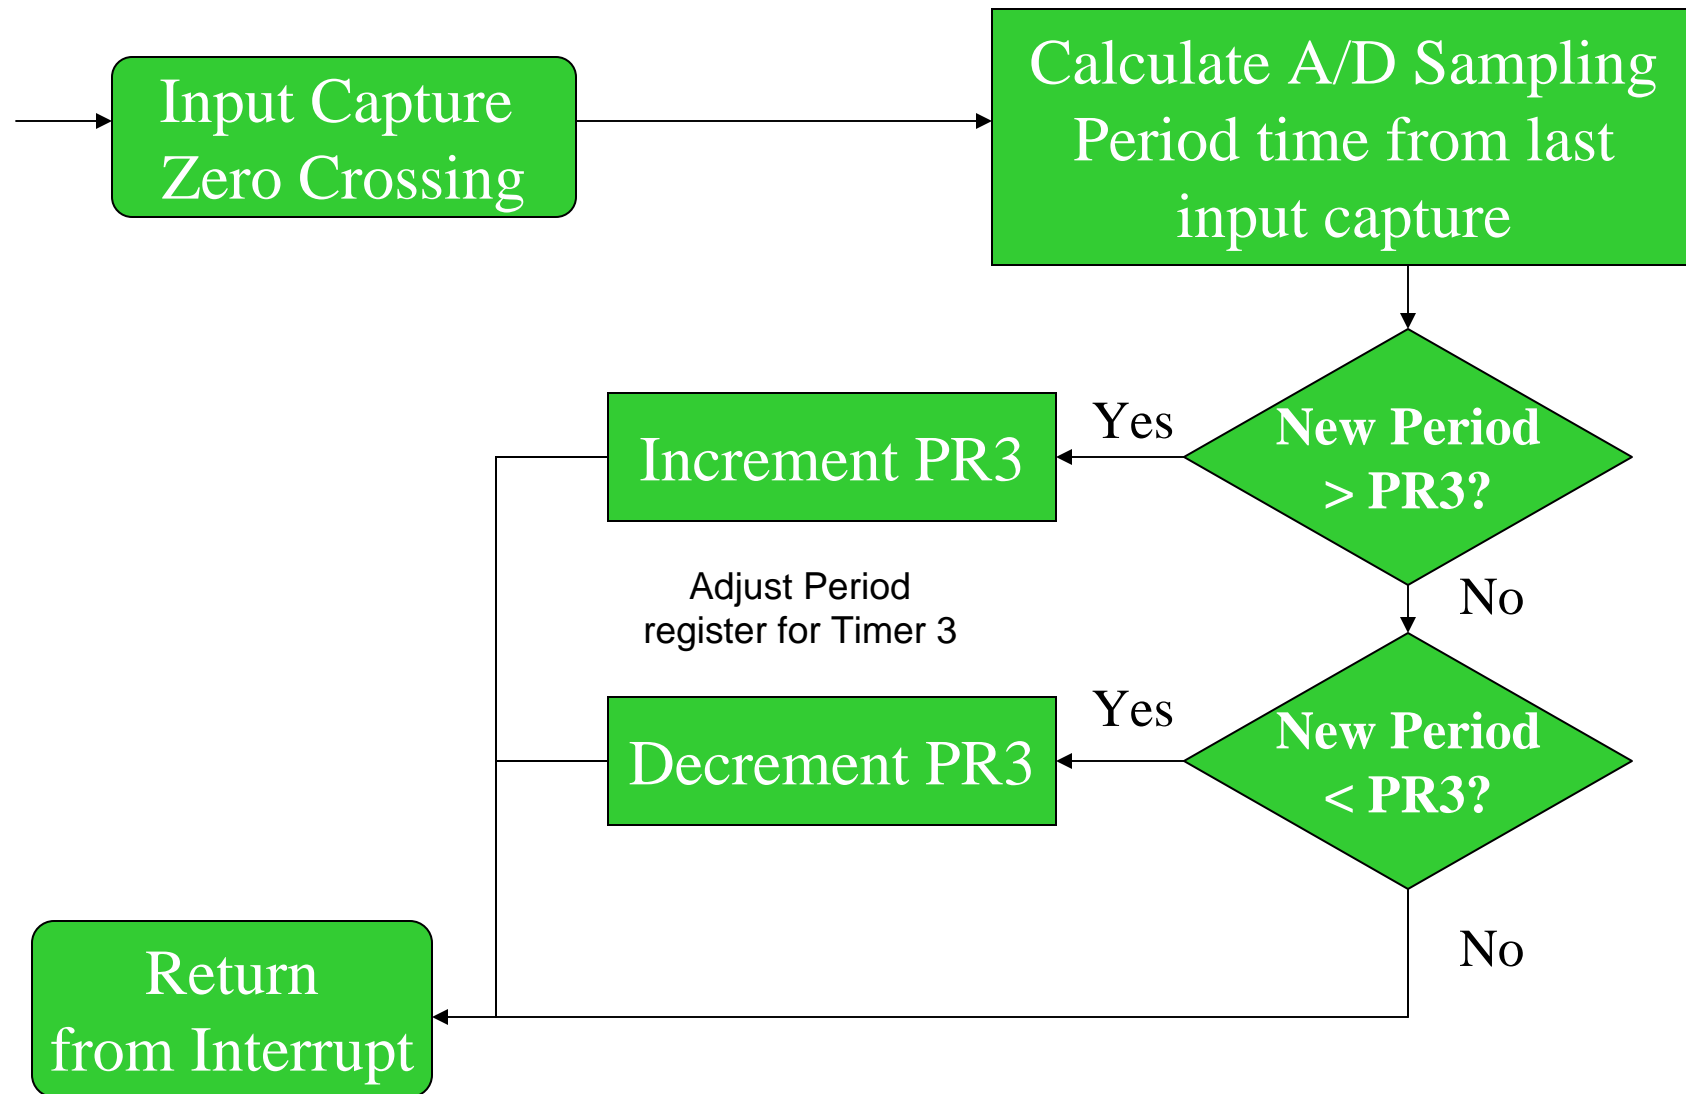 Input Capture
Zero Crossing
Calculate A/D Sampling
Period time from last
input capture
New Period
> PR3?
Yes
Increment PR3
No
Adjust Period
register for Timer 3
New Period
< PR3?
Yes
Decrement PR3
No
Return
from Interrupt